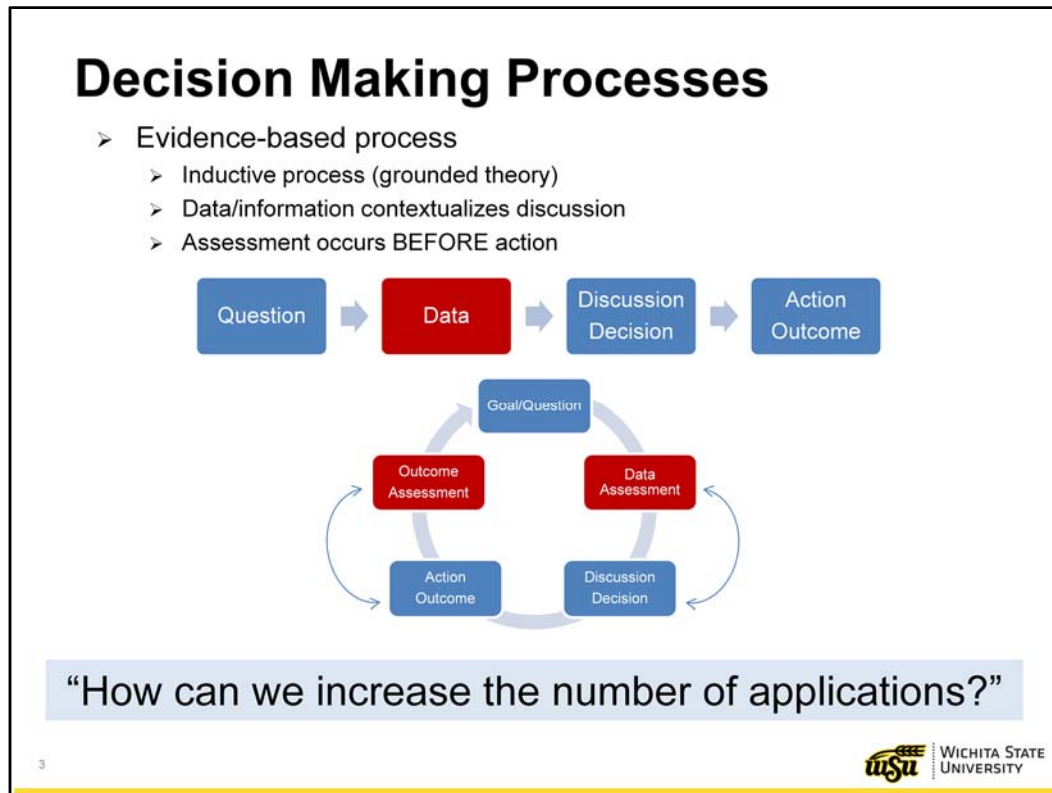 Decision Making Processes
➢ Evidence-based process
➢ Inductive process (grounded theory)
➢ Data/information contextualizes discussion
➢ Assessment occurs BEFORE action
Question
Data
Discussion
Decision
Action
Outcome
Goal/Question
Outcome
Assessment
Data
Assessment
Action
Outcome
Discussion
Decision
“How can we increase the number of applications?”
3
WSU
WICHITA STATE
UNIVERSITY